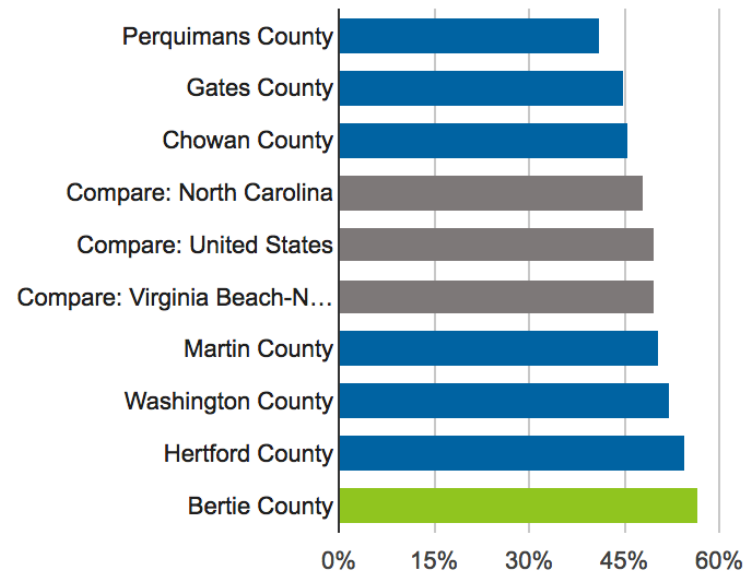 Perquimans County
Gates County
Chowan County
Compare: North Carolina
Compare: United States
Compare: Virginia Beach-N…
Martin County
Washington County
Hertford County
Bertie County
0% 15% 30% 45% 60%